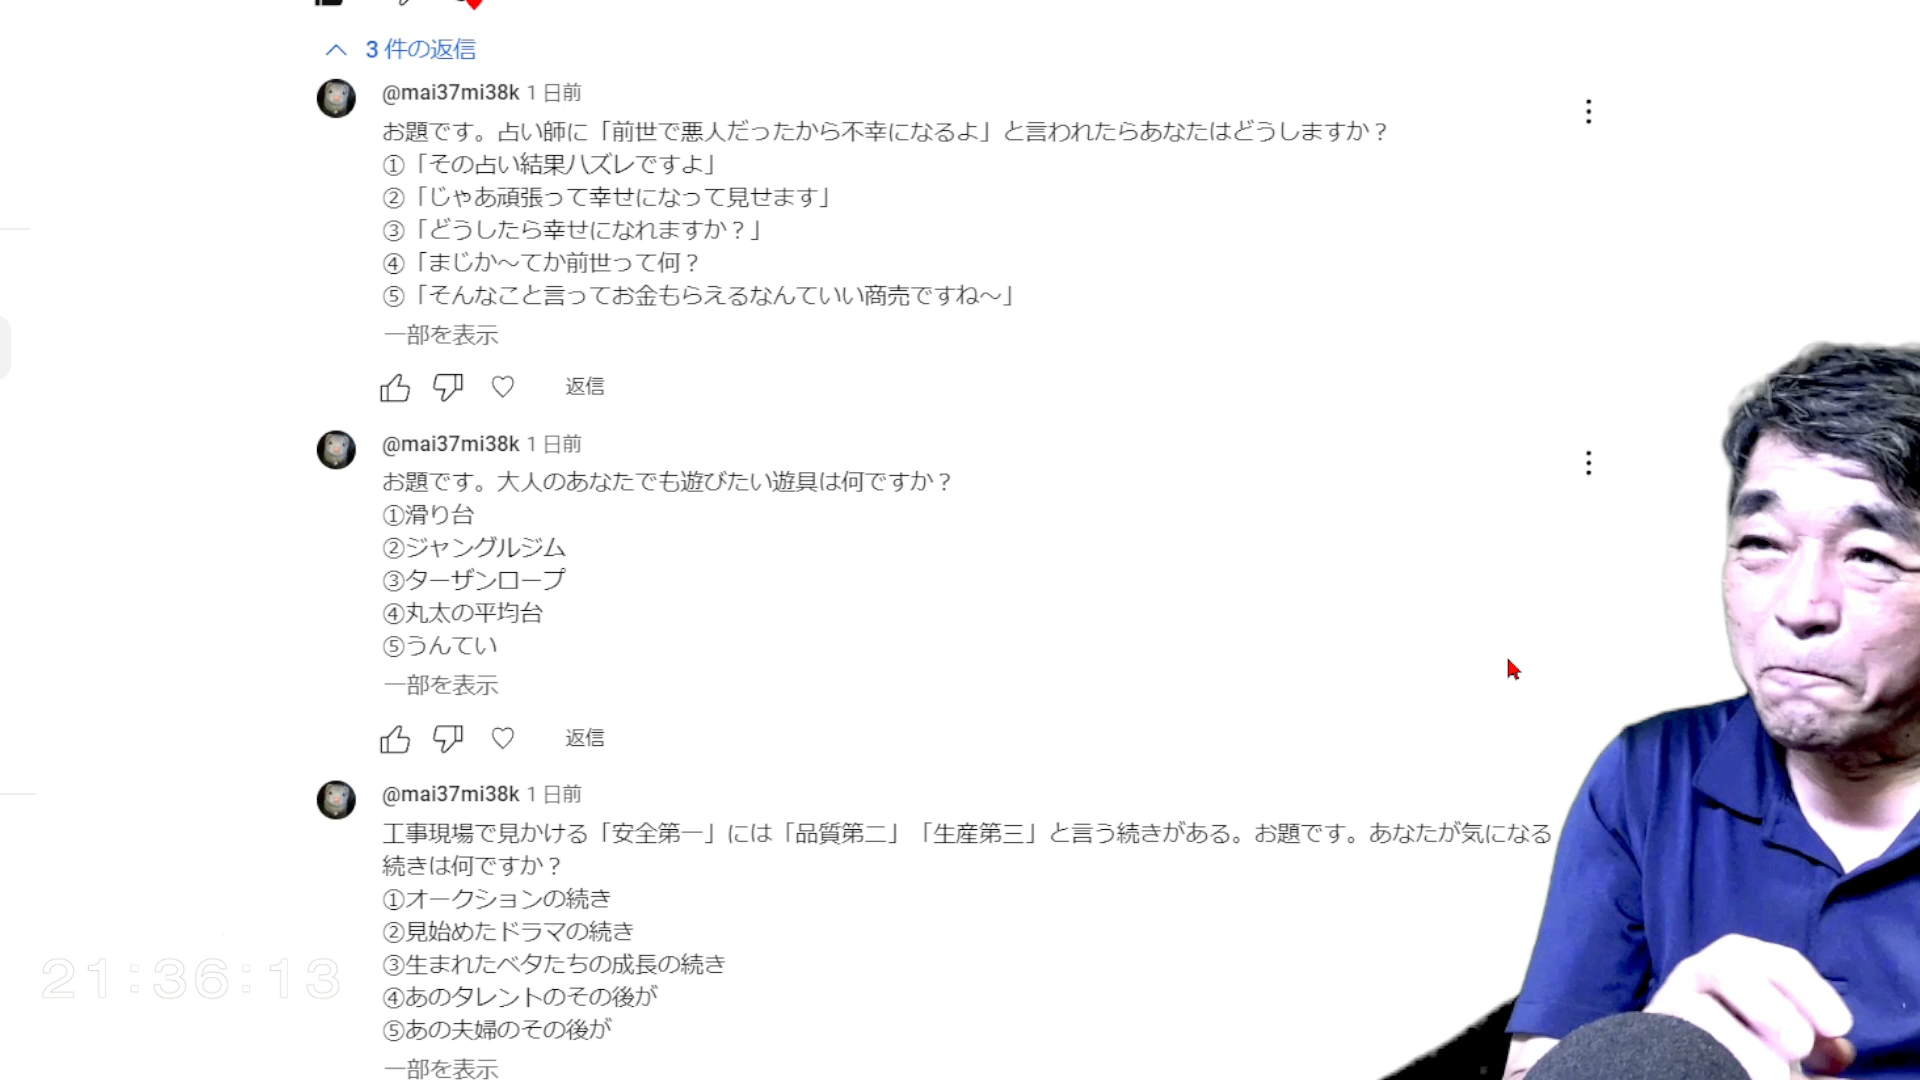 3 件の返信
@mai37mi38k 1 日前
お題です。占い師に「前世で悪人だったから不幸になるよ」と言われたらあなたはどうしますか？
①「その占い結果ハズレですよ」
②「じゃあ頑張って幸せになって見せます」
③「どうしたら幸せになれますか？」
④「まじか～てか前世って何？
⑤「そんなこと言ってお金もらえるなんていい商売ですね～」
一部を表示
返信
@mai37mi38k 1 日前
お題です。大人のあなたでも遊びたい遊具は何ですか？
①滑り台
②ジャングルジム
③ターザンロープ
④丸太の平均台
⑤うんてい
一部を表示
返信
@mai37mi38k 1 日前
工事現場で見かける「安全第一」には「品質第二」「生産第三」と言う続きがある。お題です。あなたが気になる
続きは何ですか？
①オークションの続き
②見始めたドラマの続き
③生まれたベタたちの成長の続き
④あのタレントのその後が
⑤あの夫婦のその後が
一部を表示
21:36:13